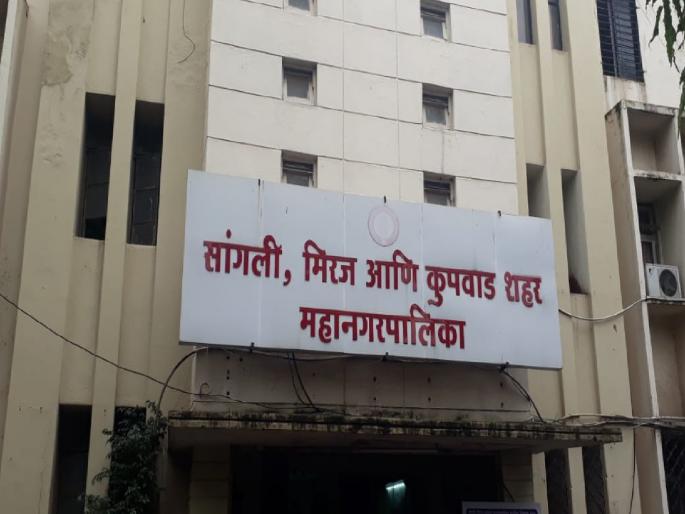 सांगली, मिरज आणि कुपवाड शहर
महानगरपालिका